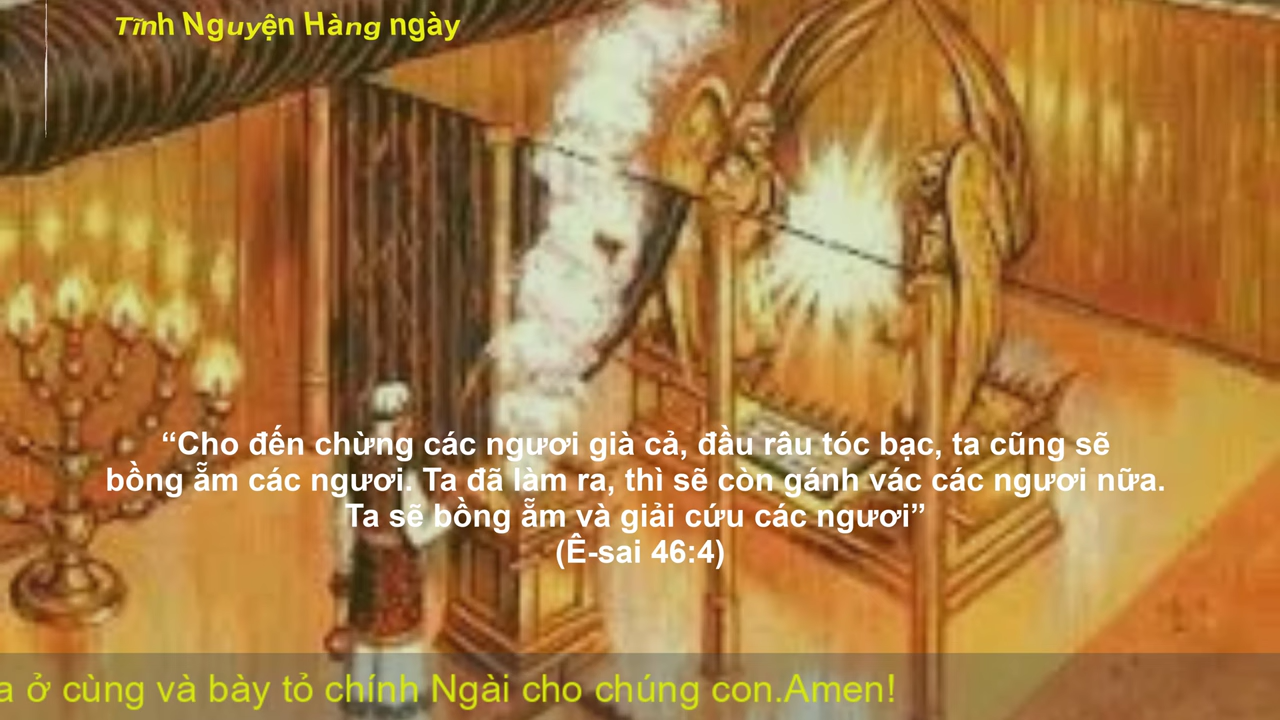 Tĩnh Nguyện Hàng ngày
“Cho đến chừng các ngươi già cả, đầu râu tóc bạc, ta cũng sẽ
bồng ẵm các ngươi. Ta đã làm ra, thì sẽ còn gánh vác các ngươi nữa.
Ta sẽ bồng ẵm và giải cứu các ngươi”
(Ê-sai 46:4)
a ở cùng và bày tỏ chính Ngài cho chúng con.Amen!